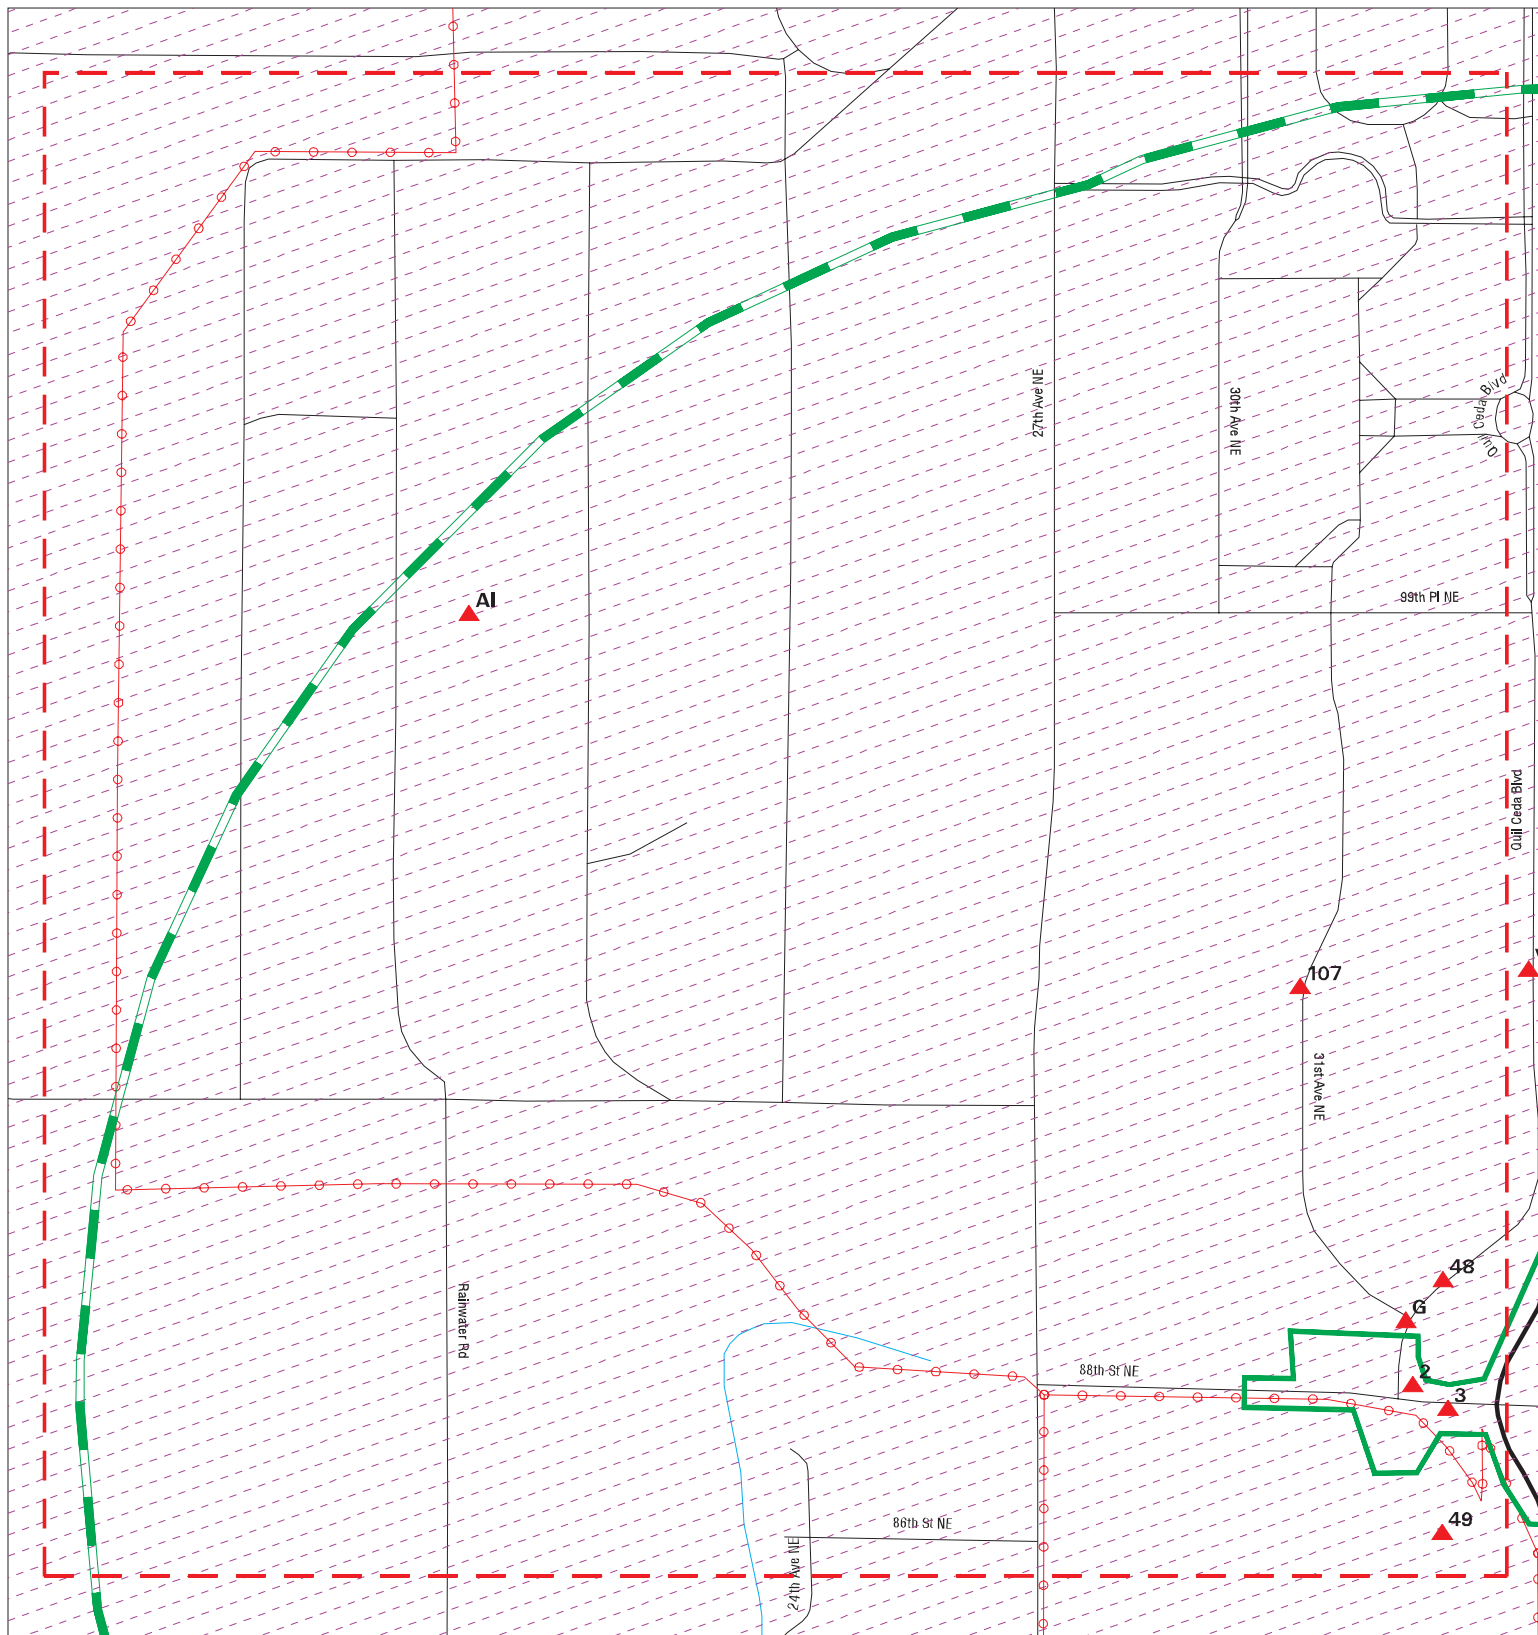 27th Ave NE
30th Ave NE
Quil Ceda Blvd
AI
99th Pl NE
Quil Ceda Blvd
107
31st Ave NE
48
Rainwater Rd
G
88th St NE
2
3
49
86th St NE
24th Ave NE